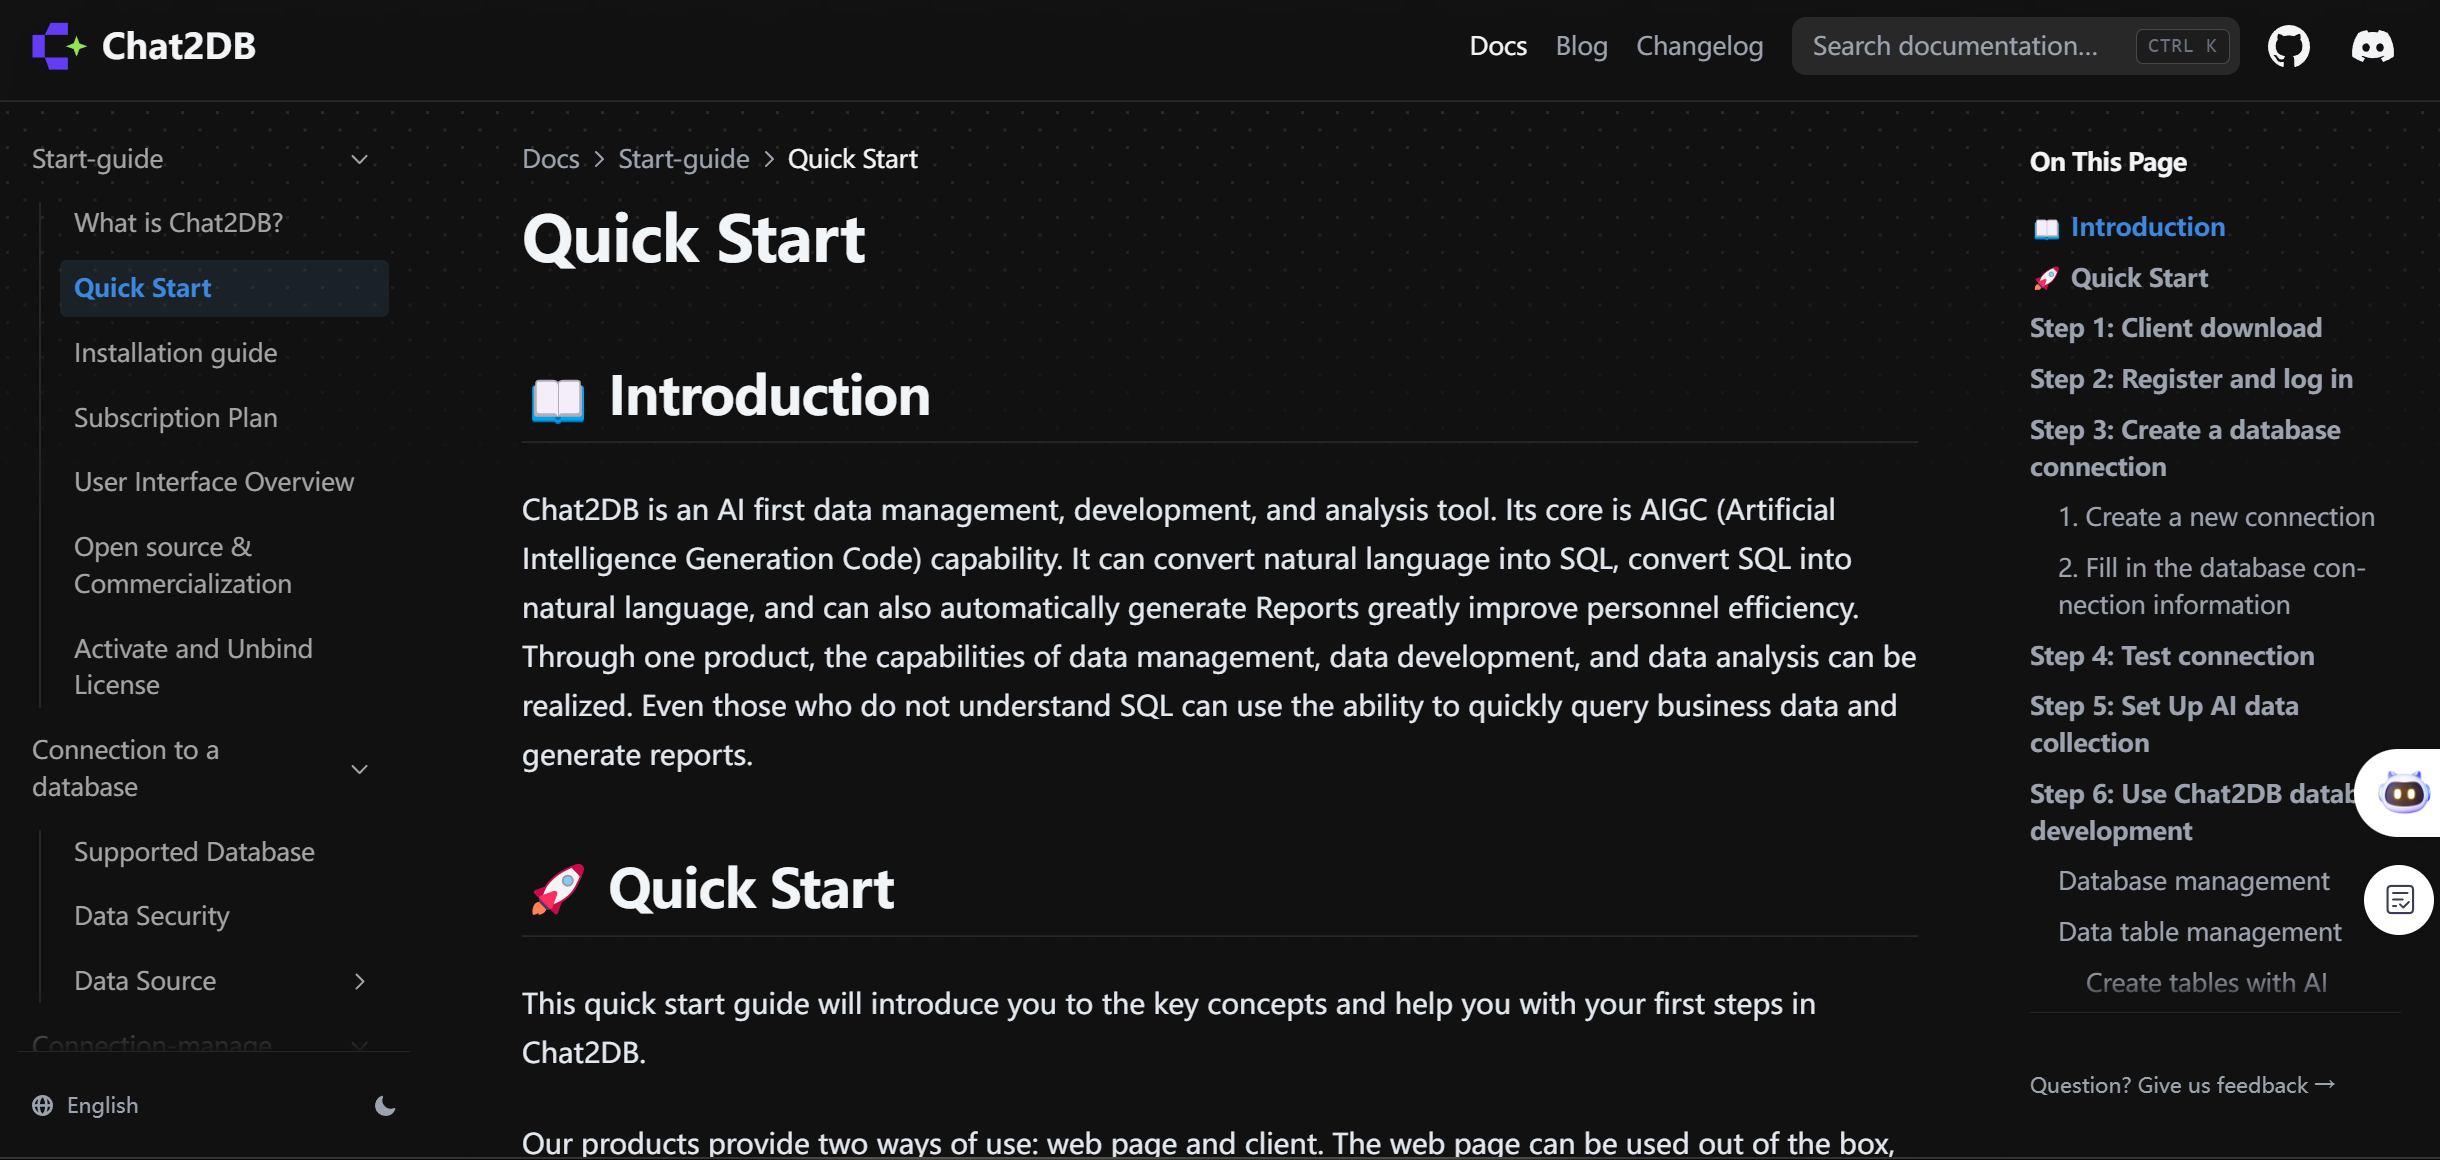 Chat2DB
Docs
Blog
Changelog
Search documentation...
CTRL K
Start-guide
What is Chat2DB?
Quick Start
Installation guide
Subscription Plan
User Interface Overview
Open source &
Commercialization
Activate and Unbind
License
Connection to a
database
Supported Database
Data Security
Data Source
Connection-manage
English
Docs > Start-guide > Quick Start
Quick Start
📖 Introduction
Chat2DB is an AI first data management, development, and analysis tool. Its core is AIGC (Artificial
Intelligence Generation Code) capability. It can convert natural language into SQL, convert SQL into
natural language, and can also automatically generate Reports greatly improve personnel efficiency.
Through one product, the capabilities of data management, data development, and data analysis can be
realized. Even those who do not understand SQL can use the ability to quickly query business data and
generate reports.
🚀 Quick Start
This quick start guide will introduce you to the key concepts and help you with your first steps in
Chat2DB.
Our products provide two ways of use: web page and client. The web page can be used out of the box,
On This Page
📖 Introduction
🚀 Quick Start
Step 1: Client download
Step 2: Register and log in
Step 3: Create a database
connection
1. Create a new connection
2. Fill in the database con-
nection information
Step 4: Test connection
Step 5: Set Up AI data
collection
Step 6: Use Chat2DB datab
development
Database management
Data table management
Create tables with AI
Question? Give us feedback →